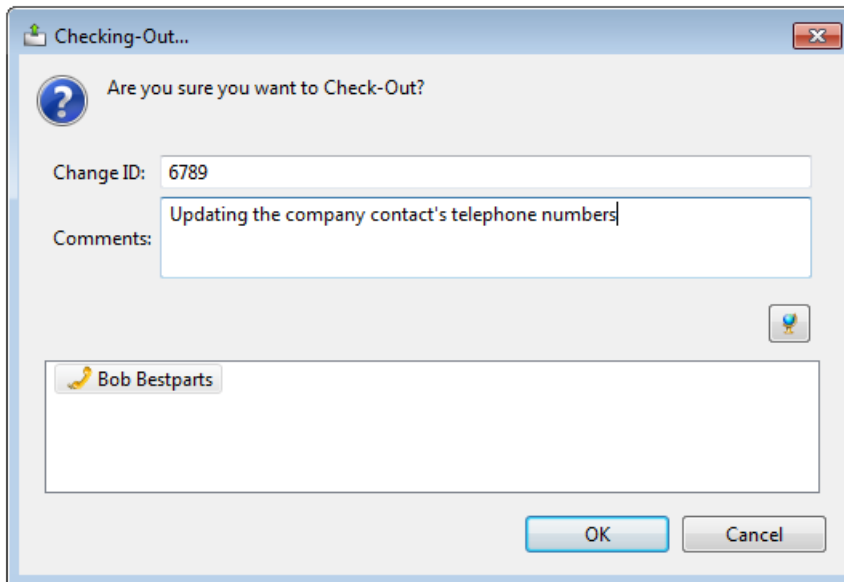 Checking-Out...
Are you sure you want to Check-Out?
Change ID: 6789
Updating the company contact's telephone numbers
Comments:
Bob Bestparts
OK Cancel